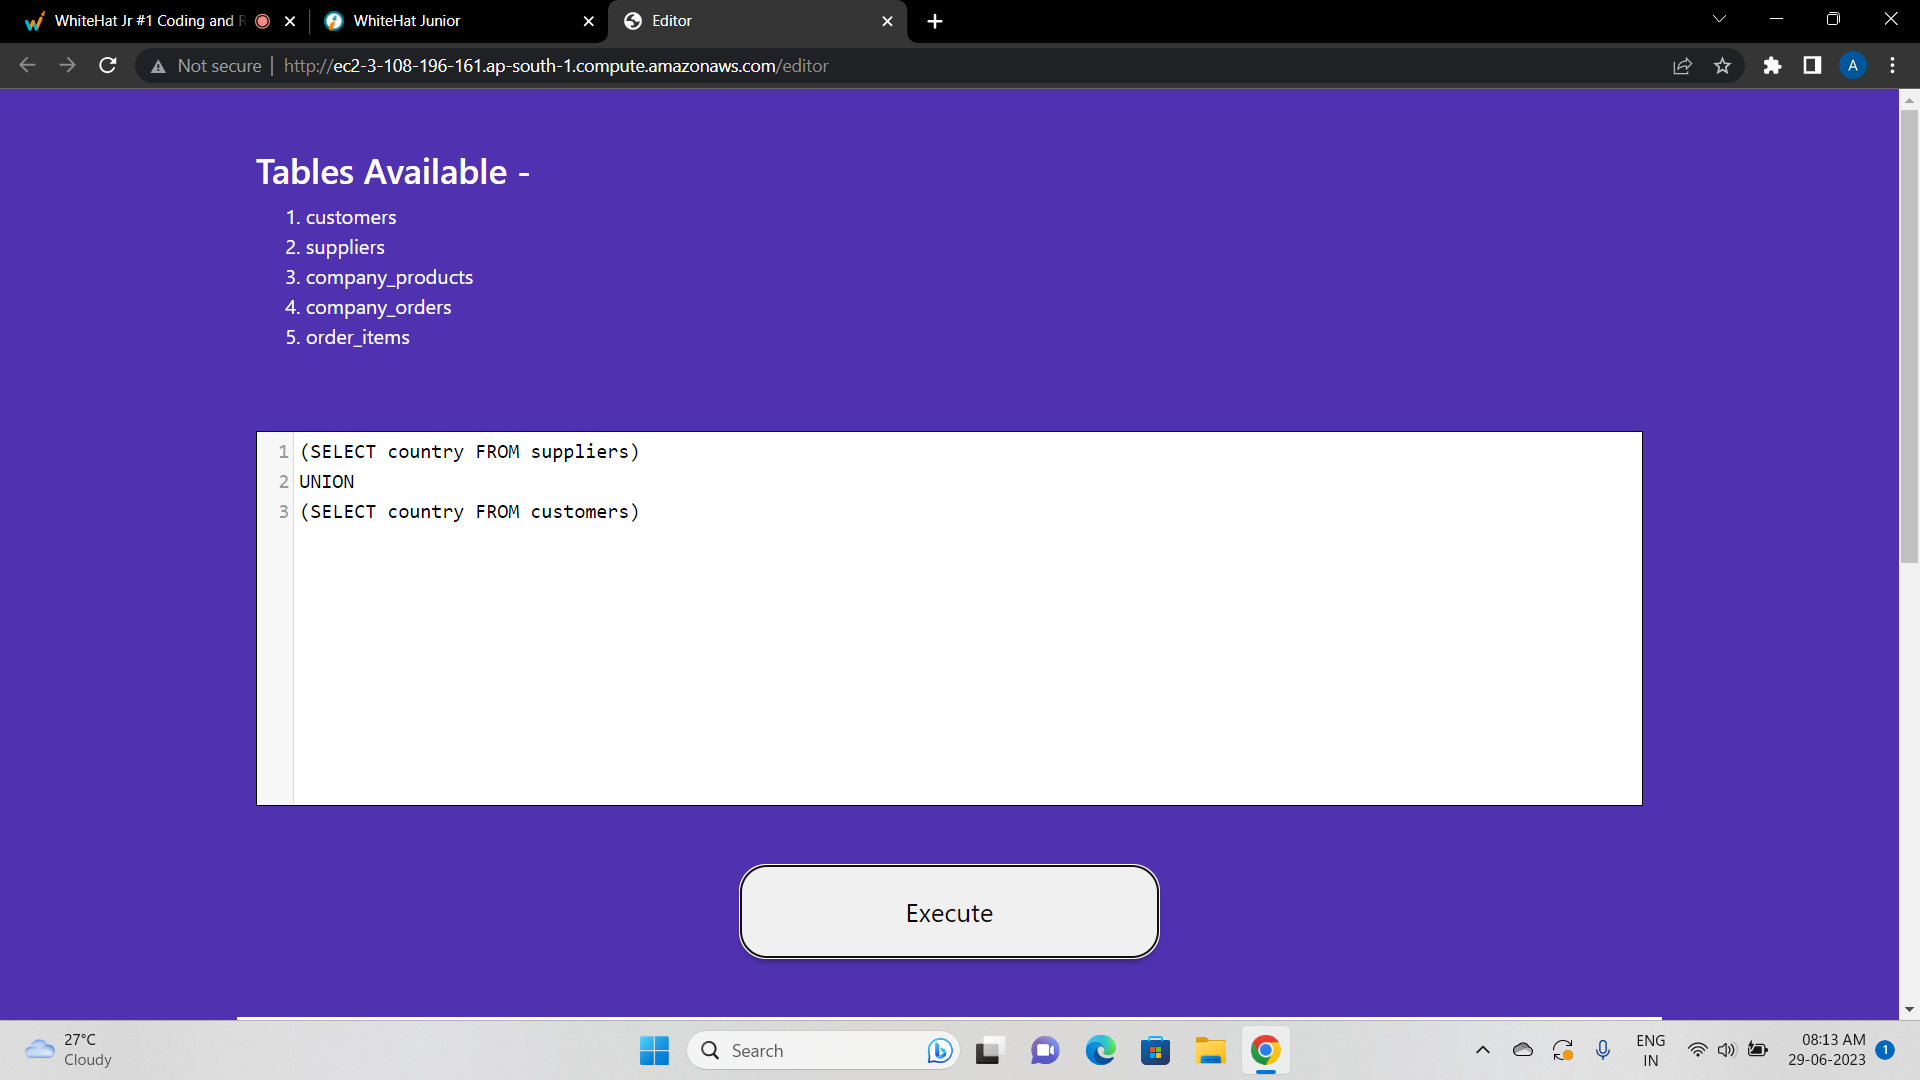 WhiteHat Jr #1 Coding and R
WhiteHat Junior
Editor
Not secure
http://ec2-3-108-196-161.ap-south-1.compute.amazonaws.com/editor
A
Tables Available -
1. customers
2. suppliers
3. company_products
4. company_orders
5. order_items
1 (SELECT country FROM suppliers)
2 UNION
3 (SELECT country FROM customers)
Execute
27°C
Cloudy
Search
ENG
IN
08:13 AM
29-06-2023
1